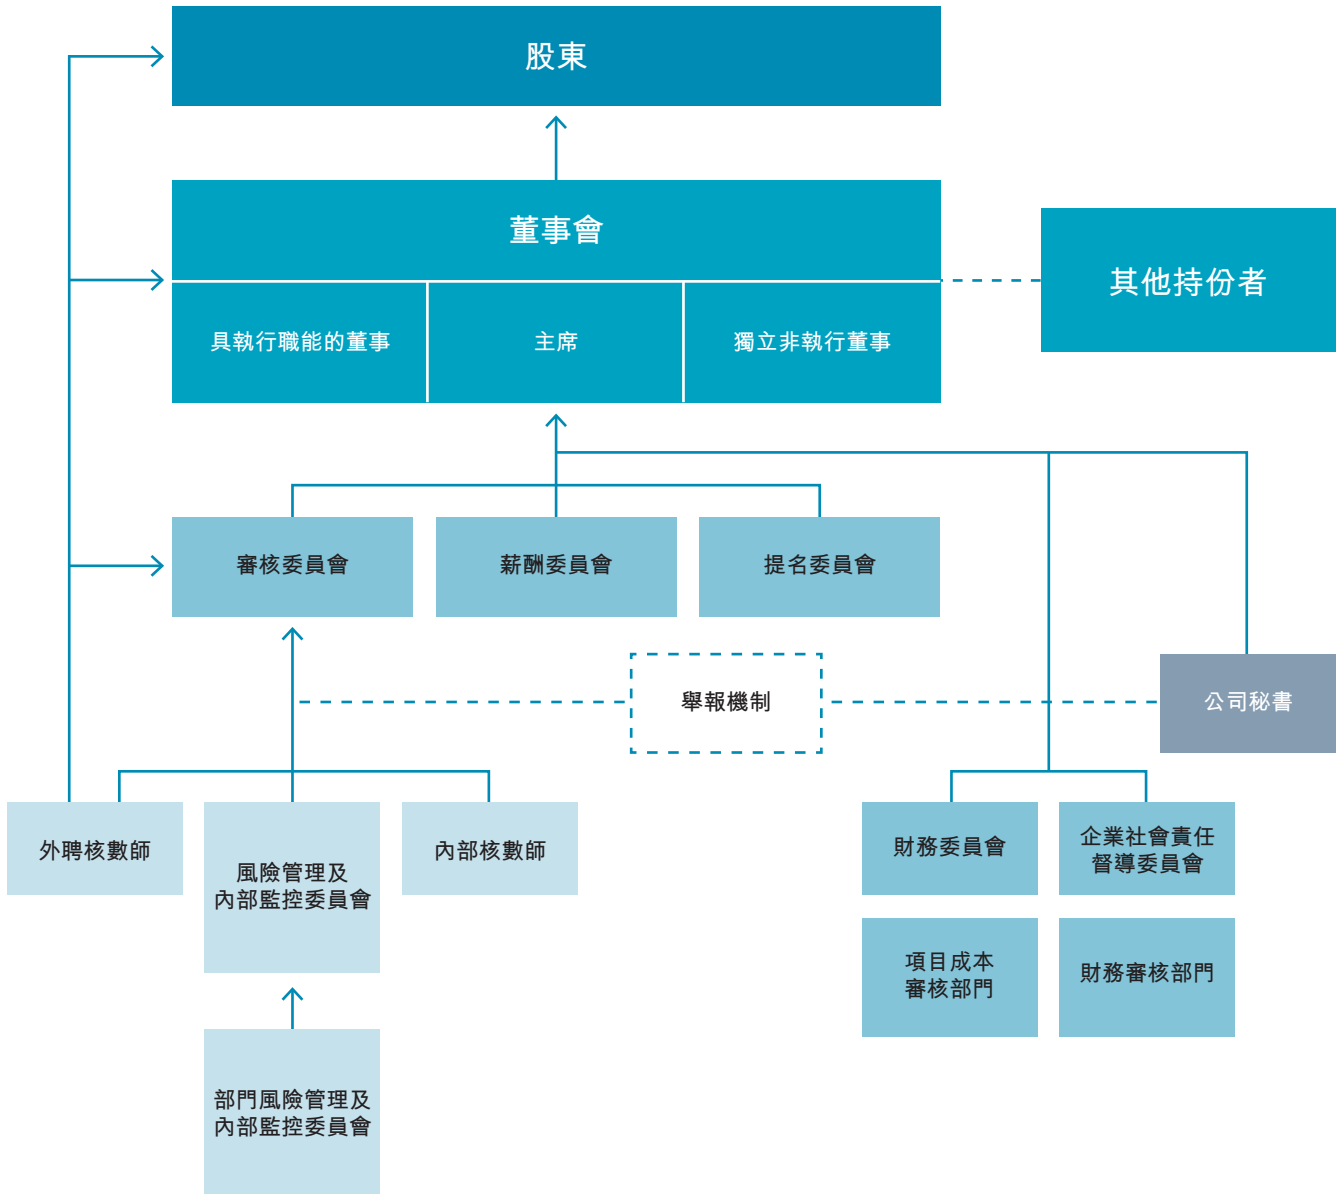 股東
董事會
其他持份者
具執行職能的董事
主席
獨立非執行董事
審核委員會
薪酬委員會
提名委員會
舉報機制
公司秘書
外聘核數師
風險管理及
內部監控委員會
內部核數師
財務委員會
企業社會責任
督導委員會
項目成本
審核部門
財務審核部門
部門風險管理及
內部監控委員會